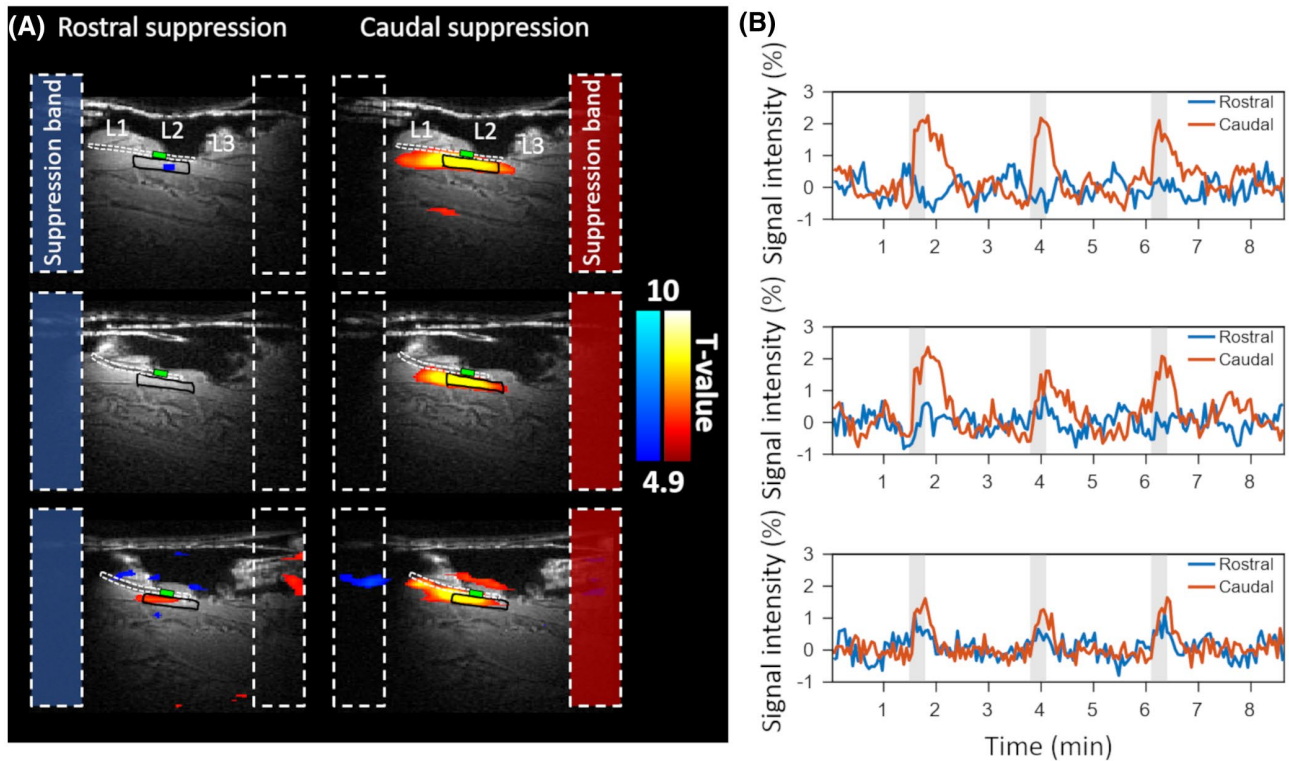 (A) Rostral suppression Caudal suppression
Suppression band
L1 L2 L3
L1 L2 L3
Suppression band
10
T-value
4.9
(B)
Signal intensity (%)
3
2
1
0
-1
Rostral
Caudal
1 2 3 4 5 6 7 8
Signal intensity (%)
3
2
1
0
-1
Rostral
Caudal
1 2 3 4 5 6 7 8
Signal intensity (%)
3
2
1
0
-1
Rostral
Caudal
1 2 3 4 5 6 7 8
Time (min)